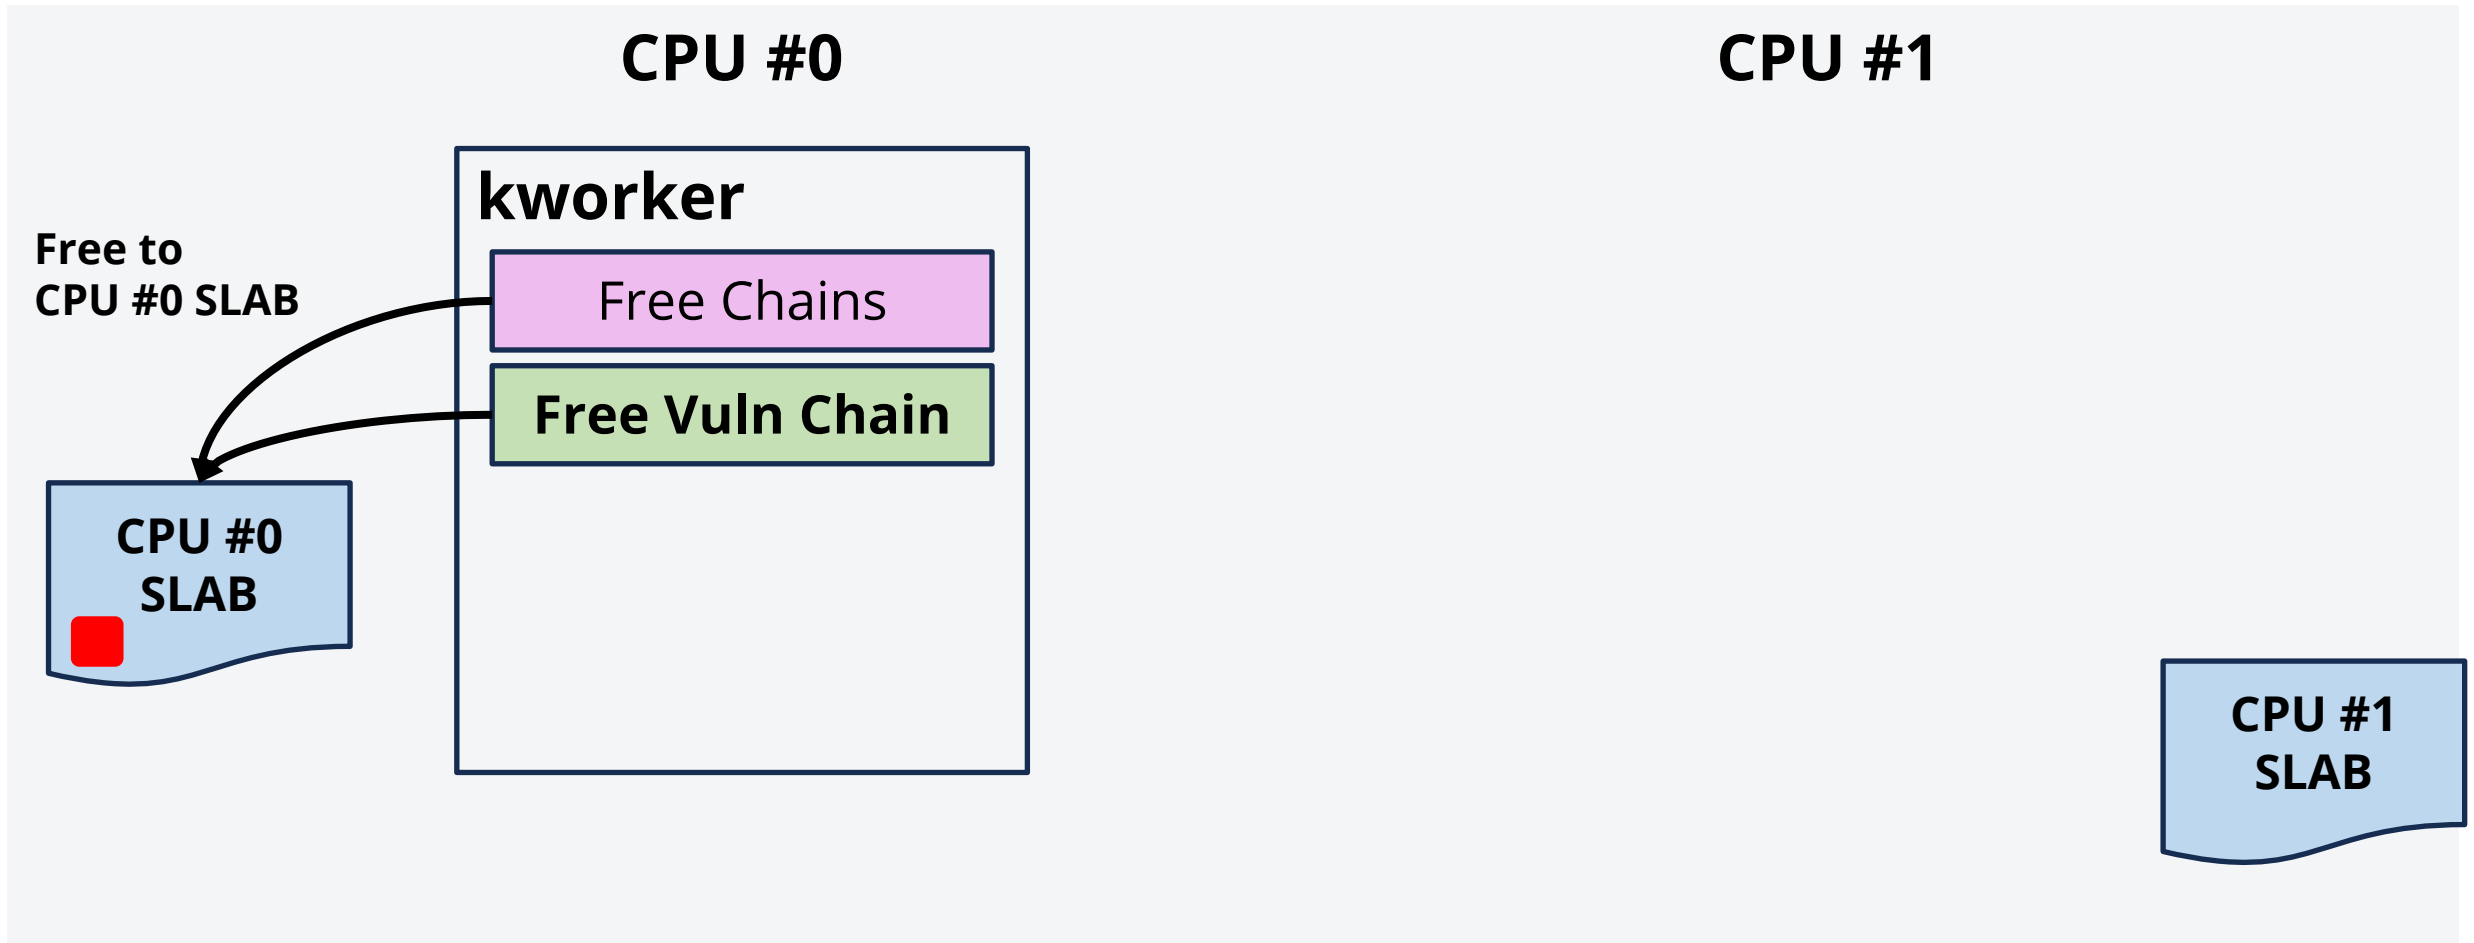 CPU #0
CPU #1
kworker
Free to
CPU #0 SLAB
Free Chains
Free Vuln Chain
CPU #0
SLAB
CPU #1
SLAB